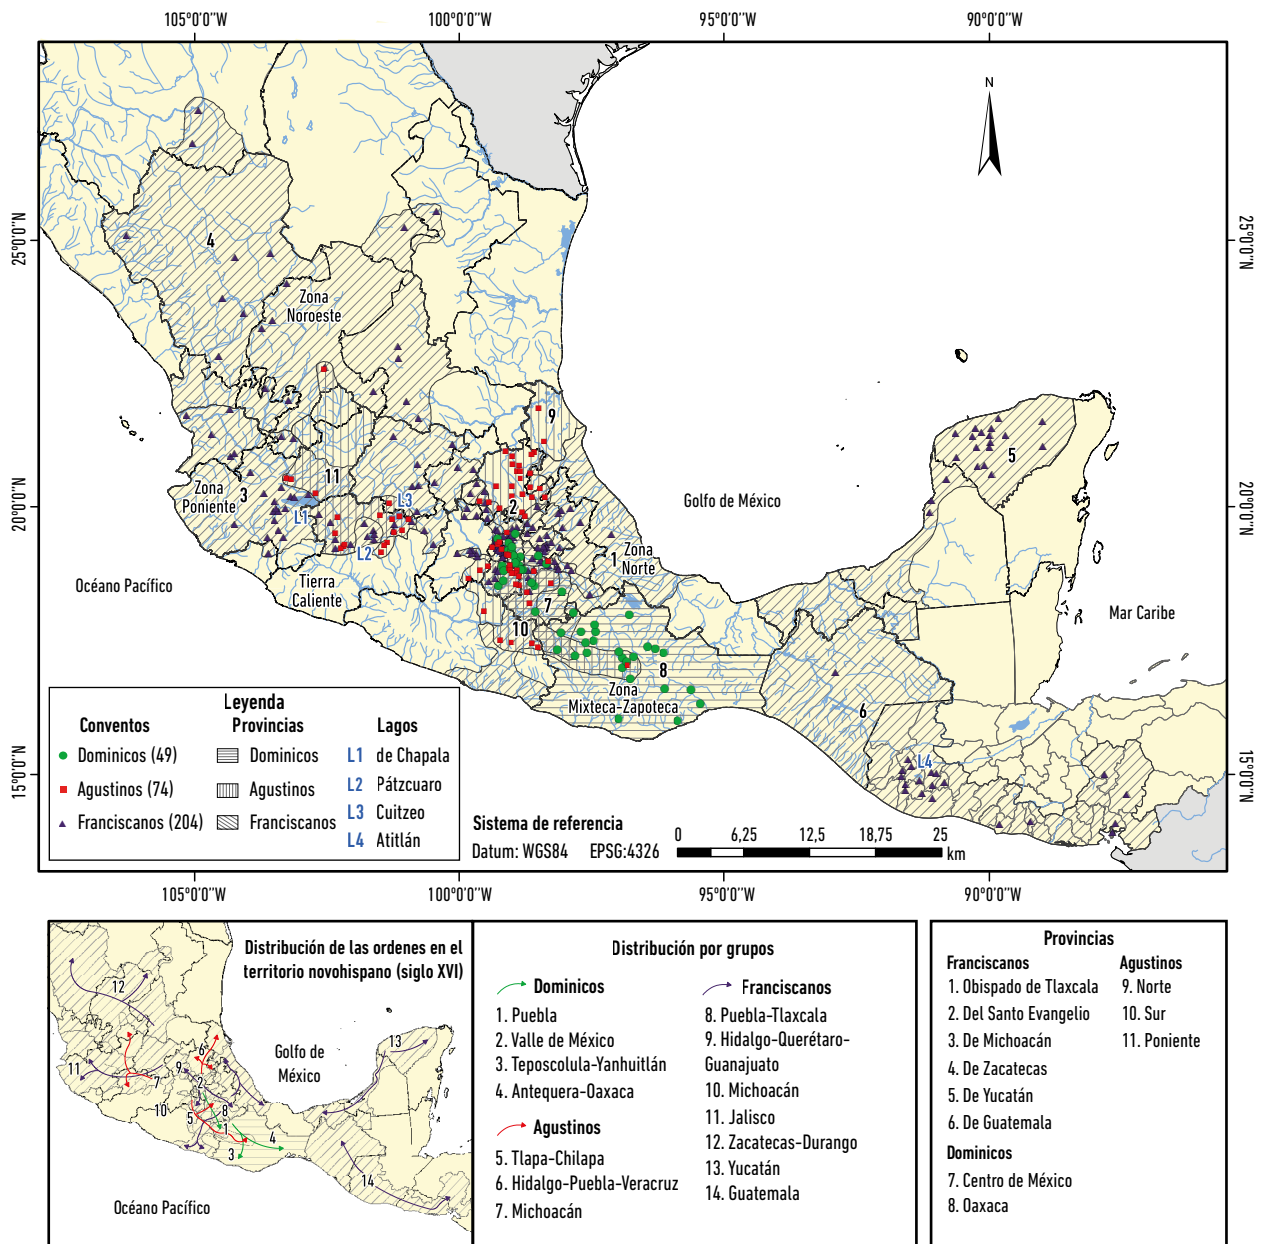 105°0'0"W
100°0'0"W
95°0'0"W
90°0'0"W
N
25°0'0"N
25°0'0"N
4
Zona
Noroeste
9
5
11
Zona
Poniente
3
L3
2
L1
L2
20°0'0"N
20°0'0"N
Golfo de México
1
Zona
Norte
Océano Pacífico
Tierra
Caliente
7
10
Mar Caribe
8
Zona
Mixteca-Zapoteca
6
L4
15°0'0"N
15°0'0"N
Leyenda
Conventos
Provincias
Lagos
Dominicos (49)
Dominicos
L1 de Chapala
Agustinos (74)
Agustinos
L2 Pátzcuaro
Franciscanos (204)
Franciscanos
L3 Cuitzeo
L4 Atitlán
Sistema de referencia
Datum: WGS84 EPSG:4326
0 6,25 12,5 18,75 25
km
105°0'0"W
100°0'0"W
95°0'0"W
90°0'0"W
Distribución de las ordenes en el
territorio novohispano (siglo XVI)
12
13
Golfo de
México
6
11
9
7
2
10
5
8
1
4
3
14
Océano Pacífico
Distribución por grupos
Dominicos
1. Puebla
2. Valle de México
3. Teposcolula-Yanhuitlán
4. Antequera-Oaxaca
Agustinos
5. Tlapa-Chilapa
6. Hidalgo-Puebla-Veracruz
7. Michoacán
Franciscanos
8. Puebla-Tlaxcala
9. Hidalgo-Querétaro-
Guanajuato
10. Michoacán
11. Jalisco
12. Zacatecas-Durango
13. Yucatán
14. Guatemala
Provincias
Franciscanos
1. Obispado de Tlaxcala
2. Del Santo Evangelio
3. De Michoacán
4. De Zacatecas
5. De Yucatán
6. De Guatemala
Dominicos
7. Centro de México
8. Oaxaca
Agustinos
9. Norte
10. Sur
11. Poniente